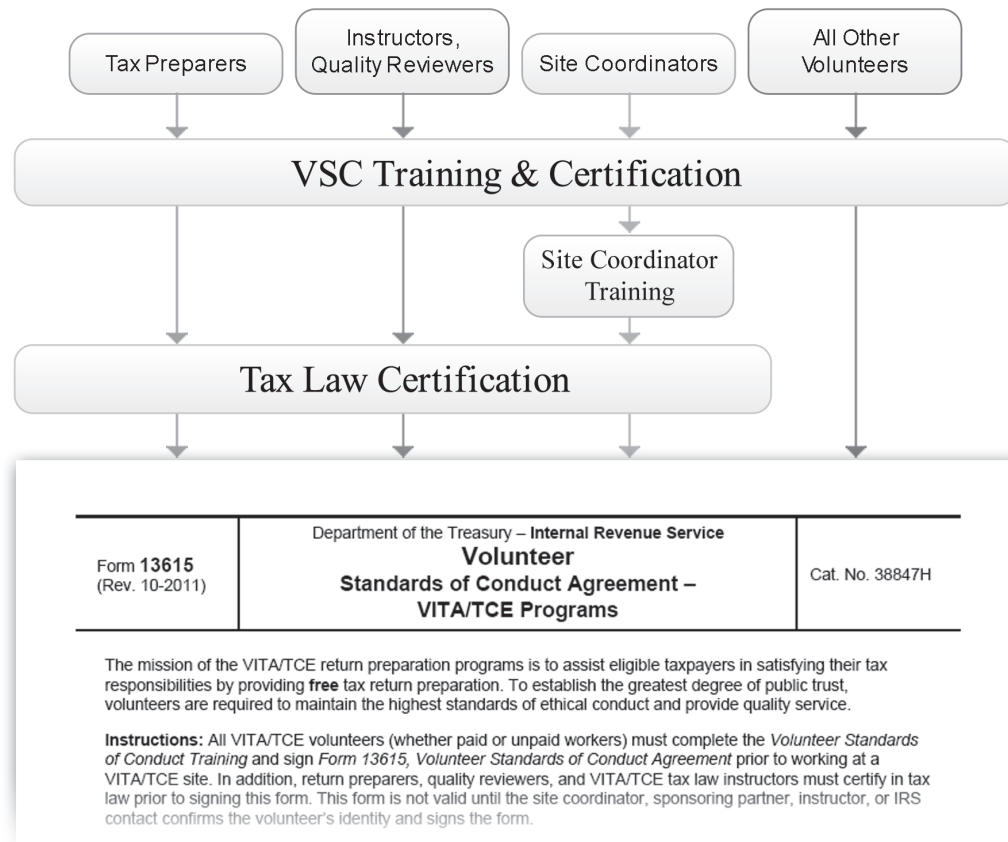 Tax Preparers
Instructors,
Quality Reviewers
Site Coordinators
All Other
Volunteers
VSC Training & Certification
Site Coordinator
Training
Tax Law Certification
Form 13615
(Rev. 10-2011)
Department of the Treasury – Internal Revenue Service
Volunteer
Standards of Conduct Agreement –
VITA/TCE Programs
Cat. No. 38847H
The mission of the VITA/TCE return preparation programs is to assist eligible taxpayers in satisfying their tax
responsibilities by providing free tax return preparation. To establish the greatest degree of public trust,
volunteers are required to maintain the highest standards of ethical conduct and provide quality service.
Instructions: All VITA/TCE volunteers (whether paid or unpaid workers) must complete the Volunteer Standards
of Conduct Training and sign Form 13615, Volunteer Standards of Conduct Agreement prior to working at a
VITA/TCE site. In addition, return preparers, quality reviewers, and VITA/TCE tax law instructors must certify in tax
law prior to signing this form. This form is not valid until the site coordinator, sponsoring partner, instructor, or IRS
contact confirms the volunteer's identity and signs the form.